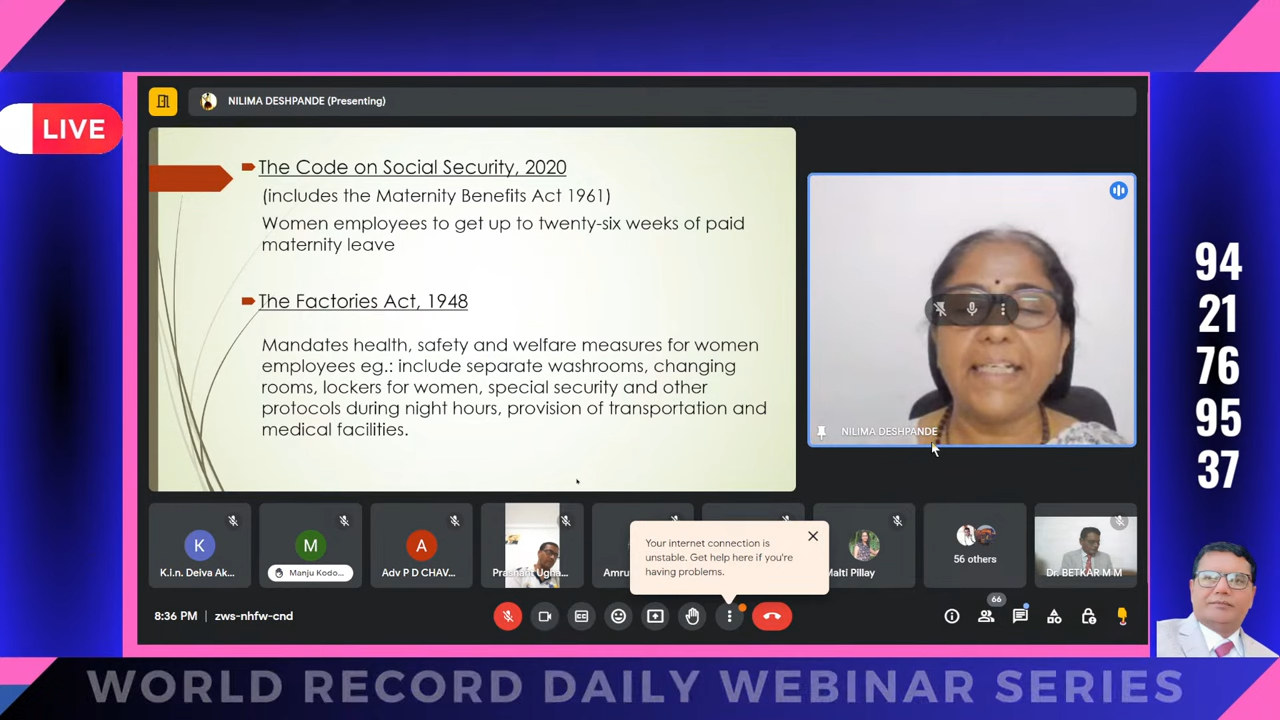 LIVE
NILIMA DESHPANDE (Presenting)
The Code on Social Security, 2020
(includes the Maternity Benefits Act 1961)
Women employees to get up to twenty-six weeks of paid
maternity leave
The Factories Act, 1948
Mandates health, safety and welfare measures for women
employees eg.: include separate washrooms, changing
rooms, lockers for women, special security and other
protocols during night hours, provision of transportation and
medical facilities.
NILIMA DESHPANDE
94
21
76
95
37
K
K.i.n. Deiva Ak...
M
Manju Kodo...
A
Adv P D CHAV...
Prashant Ugha...
Amru
Malti Pillay
56 others
Dr. BETKAR M M
Your internet connection is
unstable. Get help here if you're
having problems.
8:36 PM
zws-nhfw-cnd
66
WORLD RECORD DAILY WEBINAR SERIES